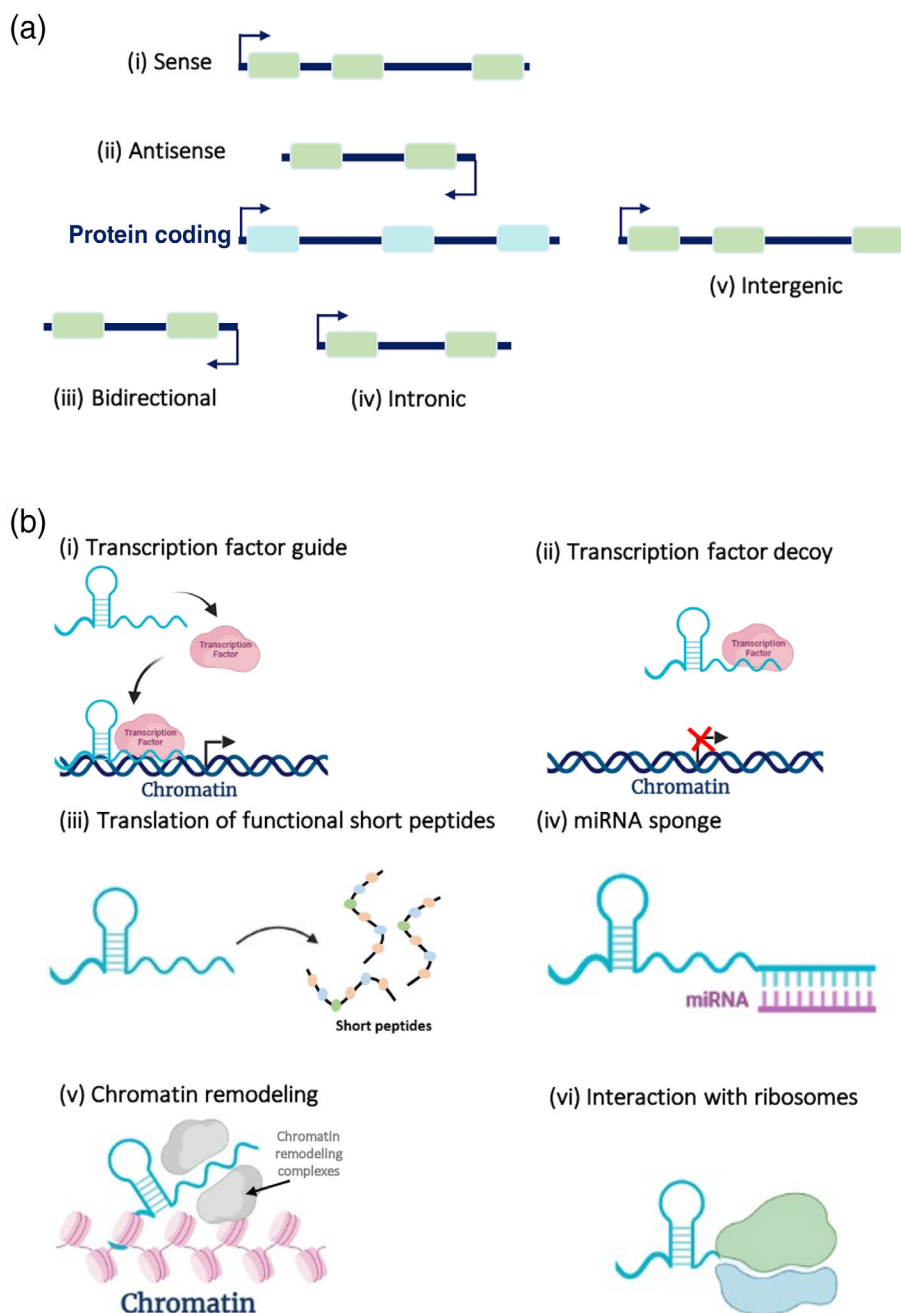 (a)
(i) Sense
(ii) Antisense
Protein coding
(v) Intergenic
(iii) Bidirectional
(iv) Intronic
(b)
(i) Transcription factor guide
(ii) Transcription factor decoy
Transcription
Factor
Transcription
Factor
Transcription
Factor
Chromatin
Chromatin
(iii) Translation of functional short peptides
(iv) miRNA sponge
miRNA
Short peptides
(v) Chromatin remodeling
(vi) Interaction with ribosomes
Chromatin
remodeling
complexes
Chromatin